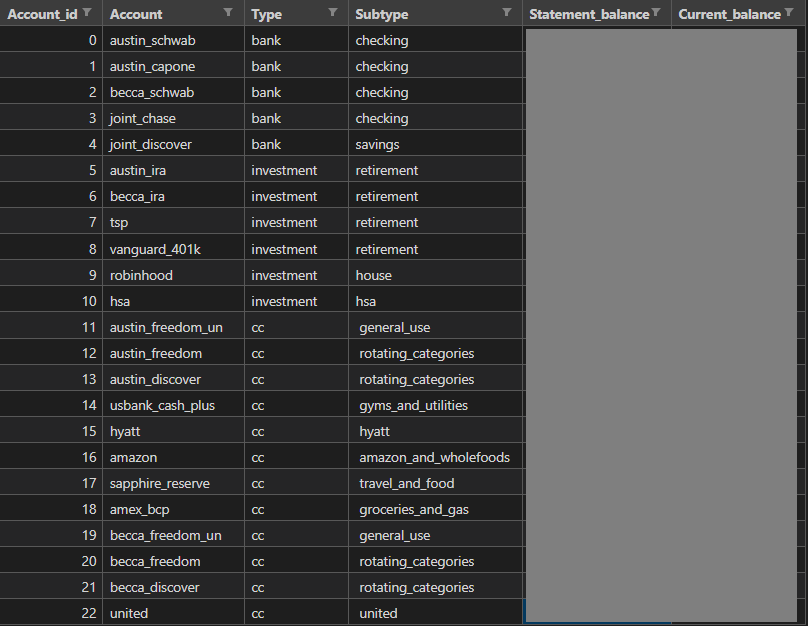 Account_id Account Type Subtype Statement_balance Current_balance
0 austin_schwab bank checking
1 austin_capone bank checking
2 becca_schwab bank checking
3 joint_chase bank checking
4 joint_discover bank savings
5 austin_ira investment retirement
6 becca_ira investment retirement
7 tsp investment retirement
8 vanguard_401k investment retirement
9 robinhood investment house
10 hsa investment hsa
11 austin_freedom_un cc general_use
12 austin_freedom cc rotating_categories
13 austin_discover cc rotating_categories
14 usbank_cash_plus cc gyms_and_utilities
15 hyatt cc hyatt
16 amazon cc amazon_and_wholefoods
17 sapphire_reserve cc travel_and_food
18 amex_bcp cc groceries_and_gas
19 becca_freedom_un cc general_use
20 becca_freedom cc rotating_categories
21 becca_discover cc rotating_categories
22 united cc united